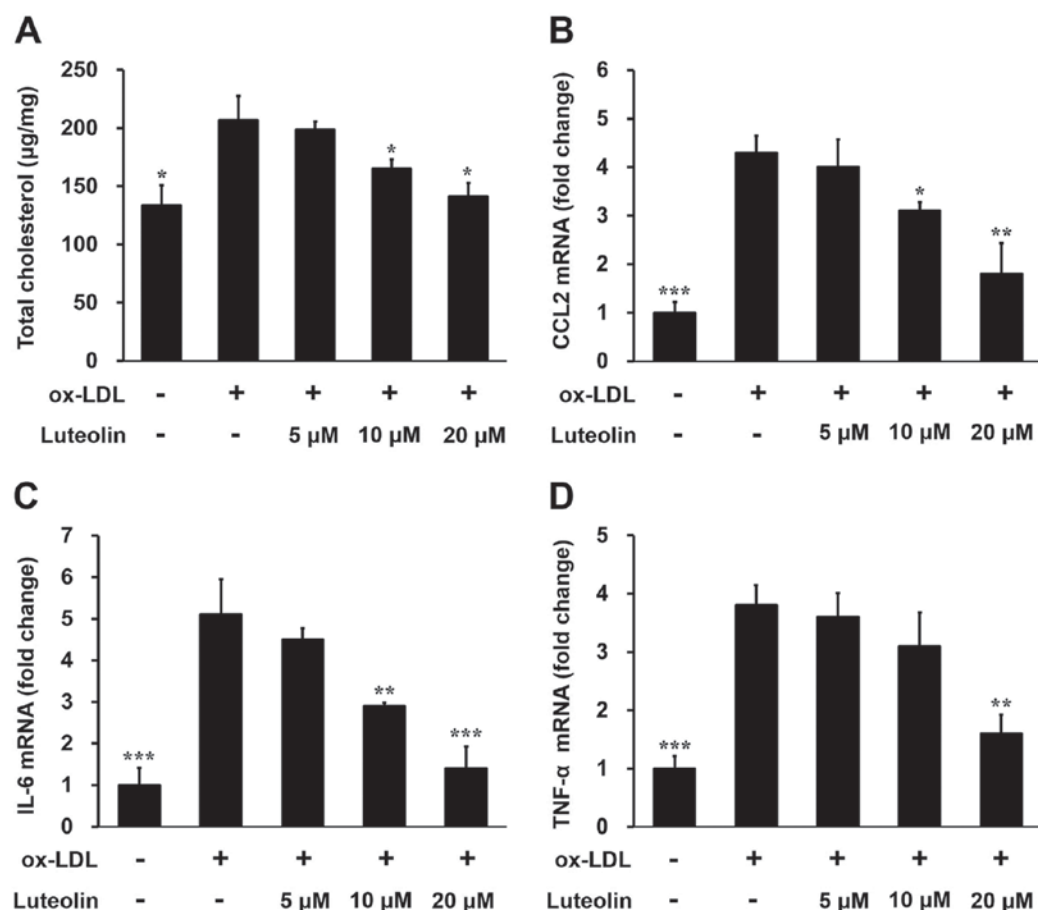 A
Total cholesterol (µg/mg)
250
200
150
100
50
0
* * *
ox-LDL - + + + +
Luteolin - - 5 µM 10 µM 20 µM
B
CCL2 mRNA (fold change)
6
5
4
3
2
1
0
*** * **
ox-LDL - + + + +
Luteolin - - 5 µM 10 µM 20 µM
C
IL-6 mRNA (fold change)
7
6
5
4
3
2
1
0
*** ** ***
ox-LDL - + + + +
Luteolin - - 5 µM 10 µM 20 µM
D
TNF-α mRNA (fold change)
5
4
3
2
1
0
*** **
ox-LDL - + + + +
Luteolin - - 5 µM 10 µM 20 µM